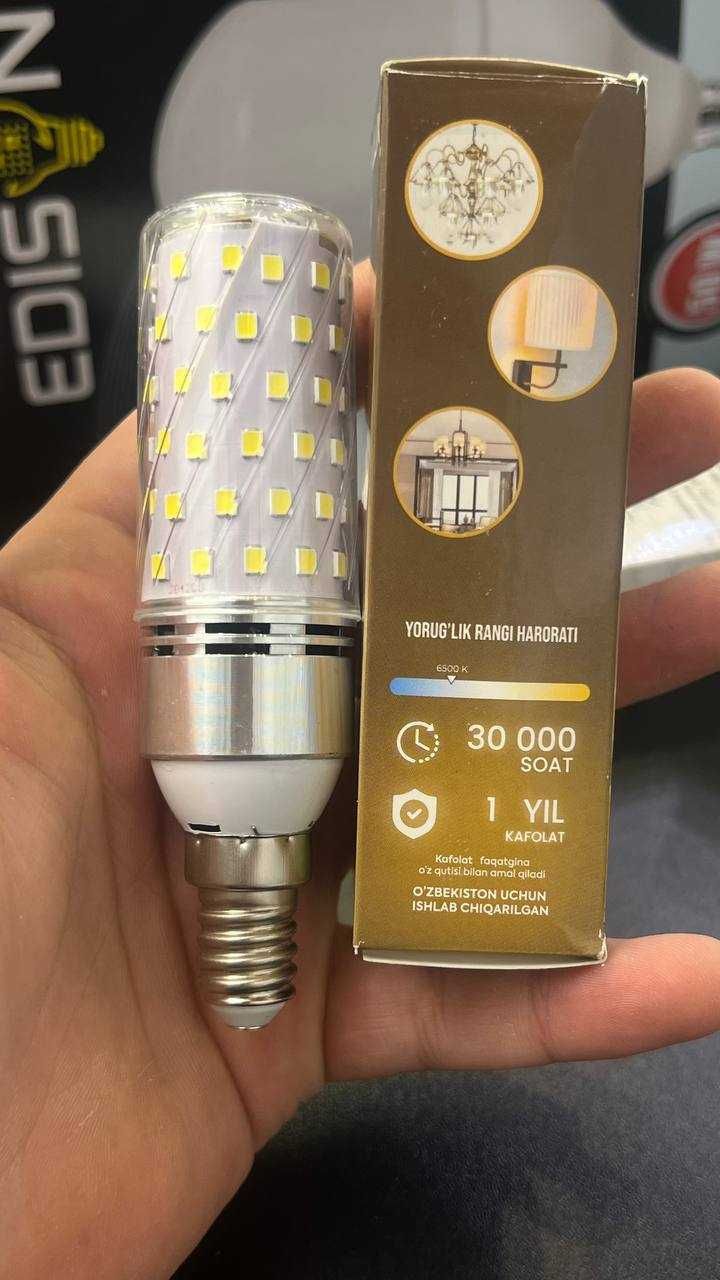 EDISON
YORUG'LIK RANGI HARORATI
6500 K
30 000
SOAT
1 YIL
KAFOLAT
Kafolat faqatgina
o'z qutisi bilan amal qiladi
O'ZBEKISTON UCHUN
ISHLAB CHIQARILGAN